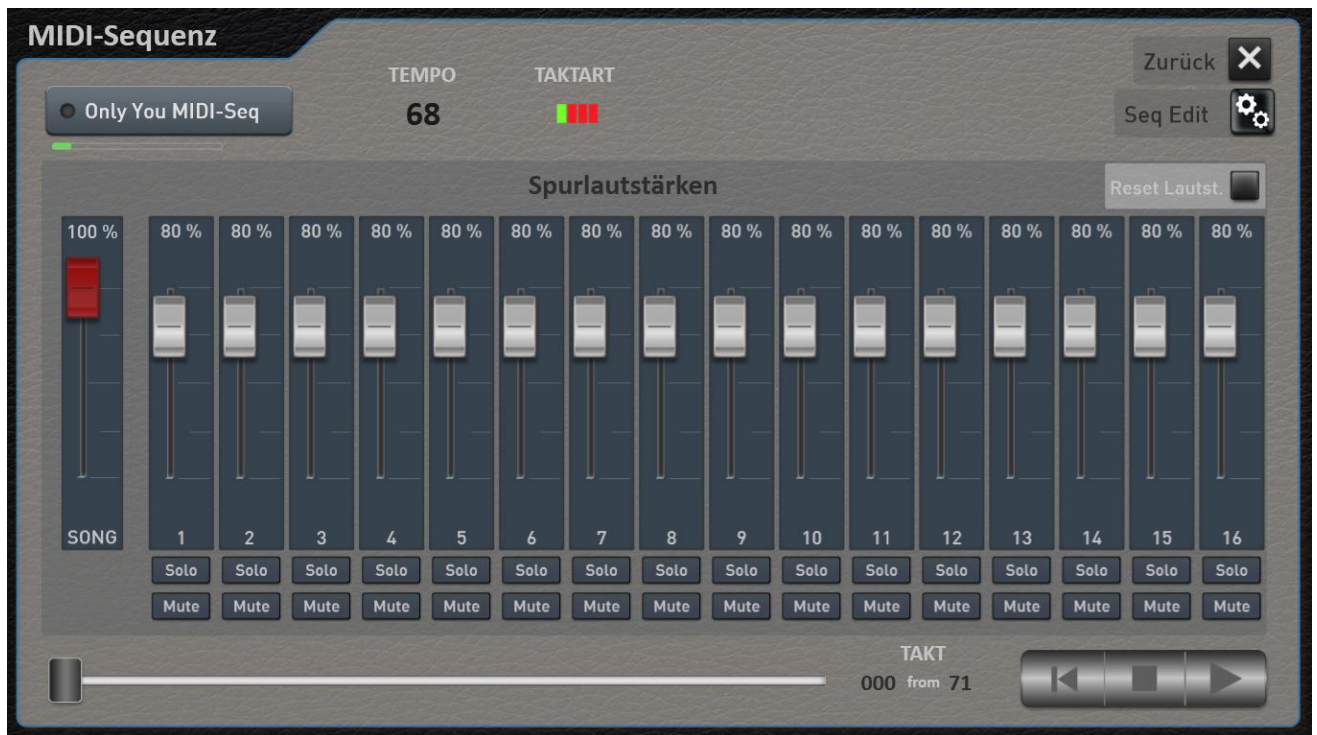 MIDI-Sequenz
Zurück
TEMPO TAKTART
Only You MIDI-Seq
68
Seq Edit
Spurlautstärken
Reset Lautst.
100 % 80 % 80 % 80 % 80 % 80 % 80 % 80 % 80 % 80 % 80 % 80 % 80 % 80 % 80 % 80 % 80 %
SONG 1 2 3 4 5 6 7 8 9 10 11 12 13 14 15 16
Solo Solo Solo Solo Solo Solo Solo Solo Solo Solo Solo Solo Solo Solo Solo Solo
Mute Mute Mute Mute Mute Mute Mute Mute Mute Mute Mute Mute Mute Mute Mute Mute
TAKT
000 from 71